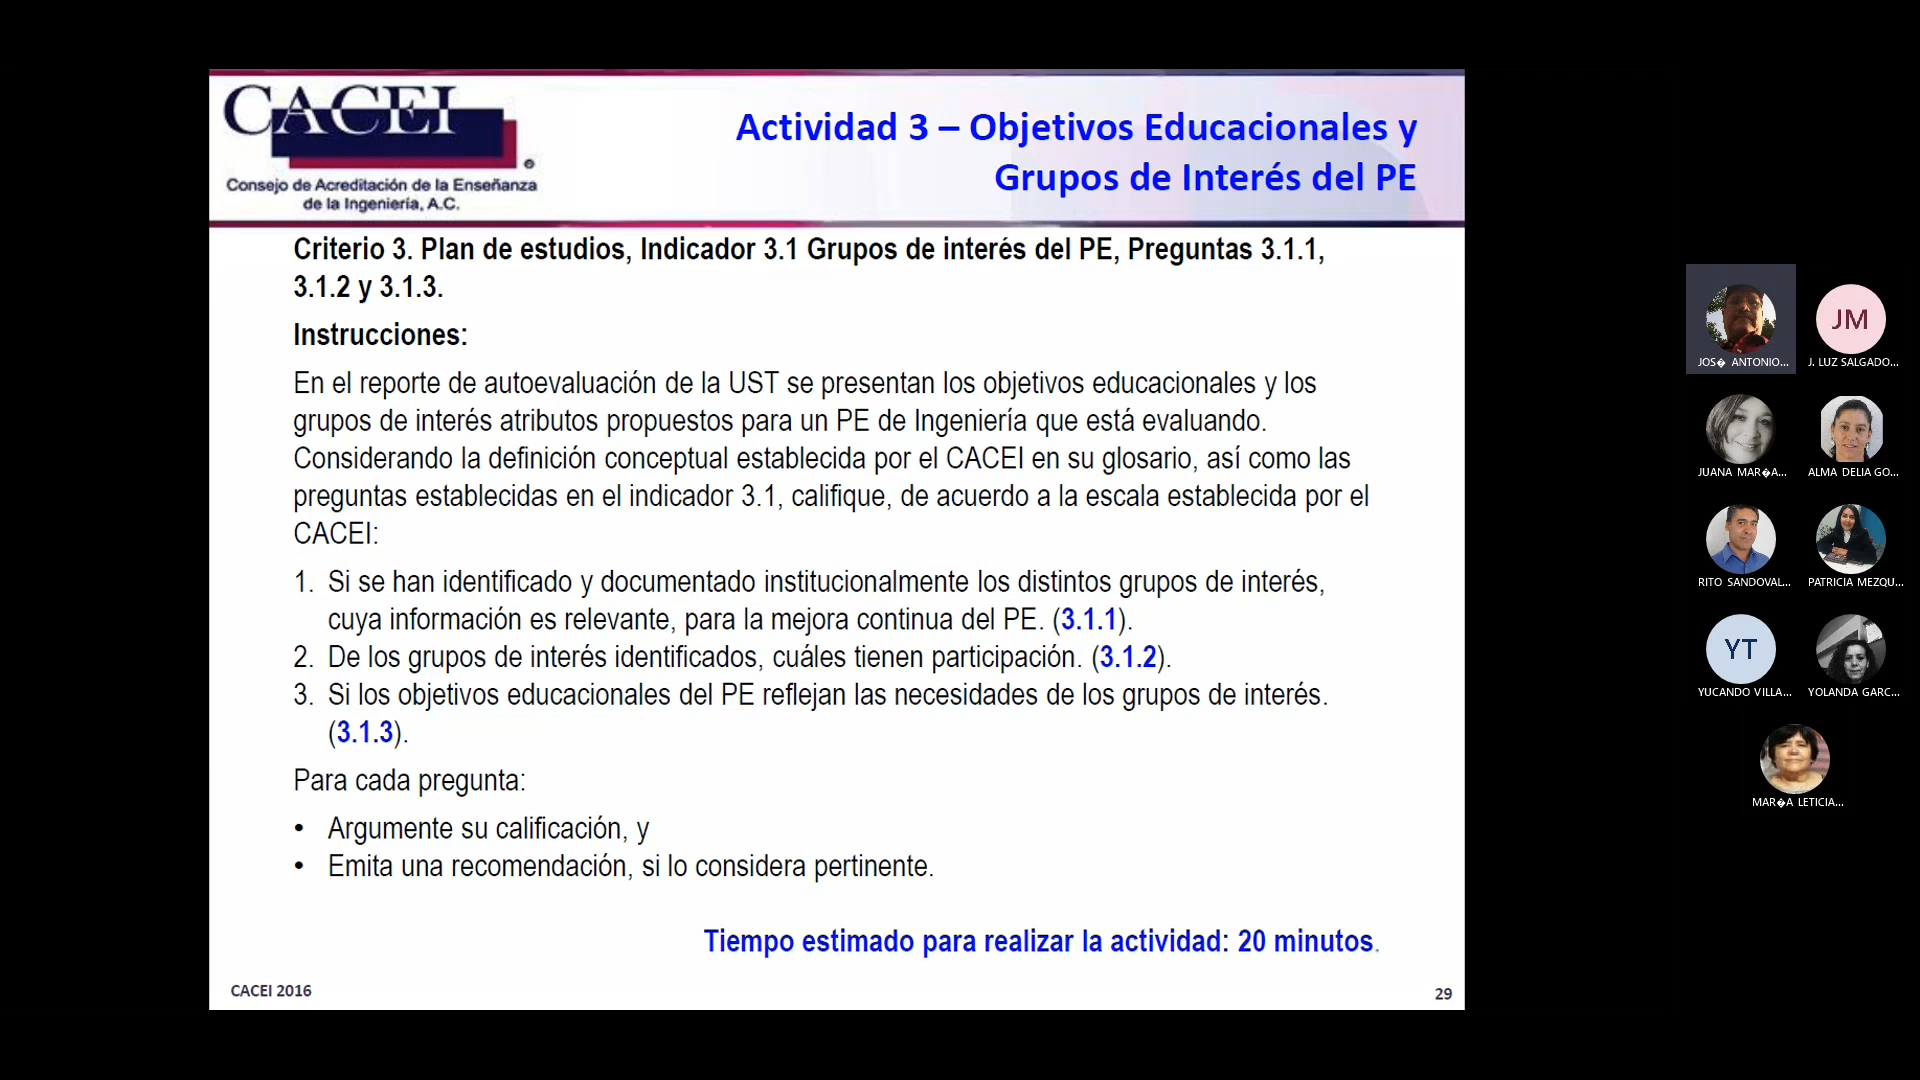 CACEI
Consejo de Acreditación de la Enseñanza
de la Ingeniería, A.C.
Actividad 3 – Objetivos Educacionales y
Grupos de Interés del PE
Criterio 3. Plan de estudios, Indicador 3.1 Grupos de interés del PE, Preguntas 3.1.1,
3.1.2 y 3.1.3.
Instrucciones:
En el reporte de autoevaluación de la UST se presentan los objetivos educacionales y los
grupos de interés atributos propuestos para un PE de Ingeniería que está evaluando.
Considerando la definición conceptual establecida por el CACEI en su glosario, así como las
preguntas establecidas en el indicador 3.1, califique, de acuerdo a la escala establecida por el
CACEI:
1. Si se han identificado y documentado institucionalmente los distintos grupos de interés,
cuya información es relevante, para la mejora continua del PE. (3.1.1).
2. De los grupos de interés identificados, cuáles tienen participación. (3.1.2).
3. Si los objetivos educacionales del PE reflejan las necesidades de los grupos de interés.
(3.1.3).
Para cada pregunta:
• Argumente su calificación, y
• Emita una recomendación, si lo considera pertinente.
Tiempo estimado para realizar la actividad: 20 minutos.
CACEI 2016
29
JM
JOS� ANTONIO...
J. LUZ SALGADO...
JUANA MAR�A...
ALMA DELIA GO...
RITO SANDOVAL...
PATRICIA MEZQU...
YT
YUCANDO VILLA...
YOLANDA GARC...
MAR�A LETICIA...